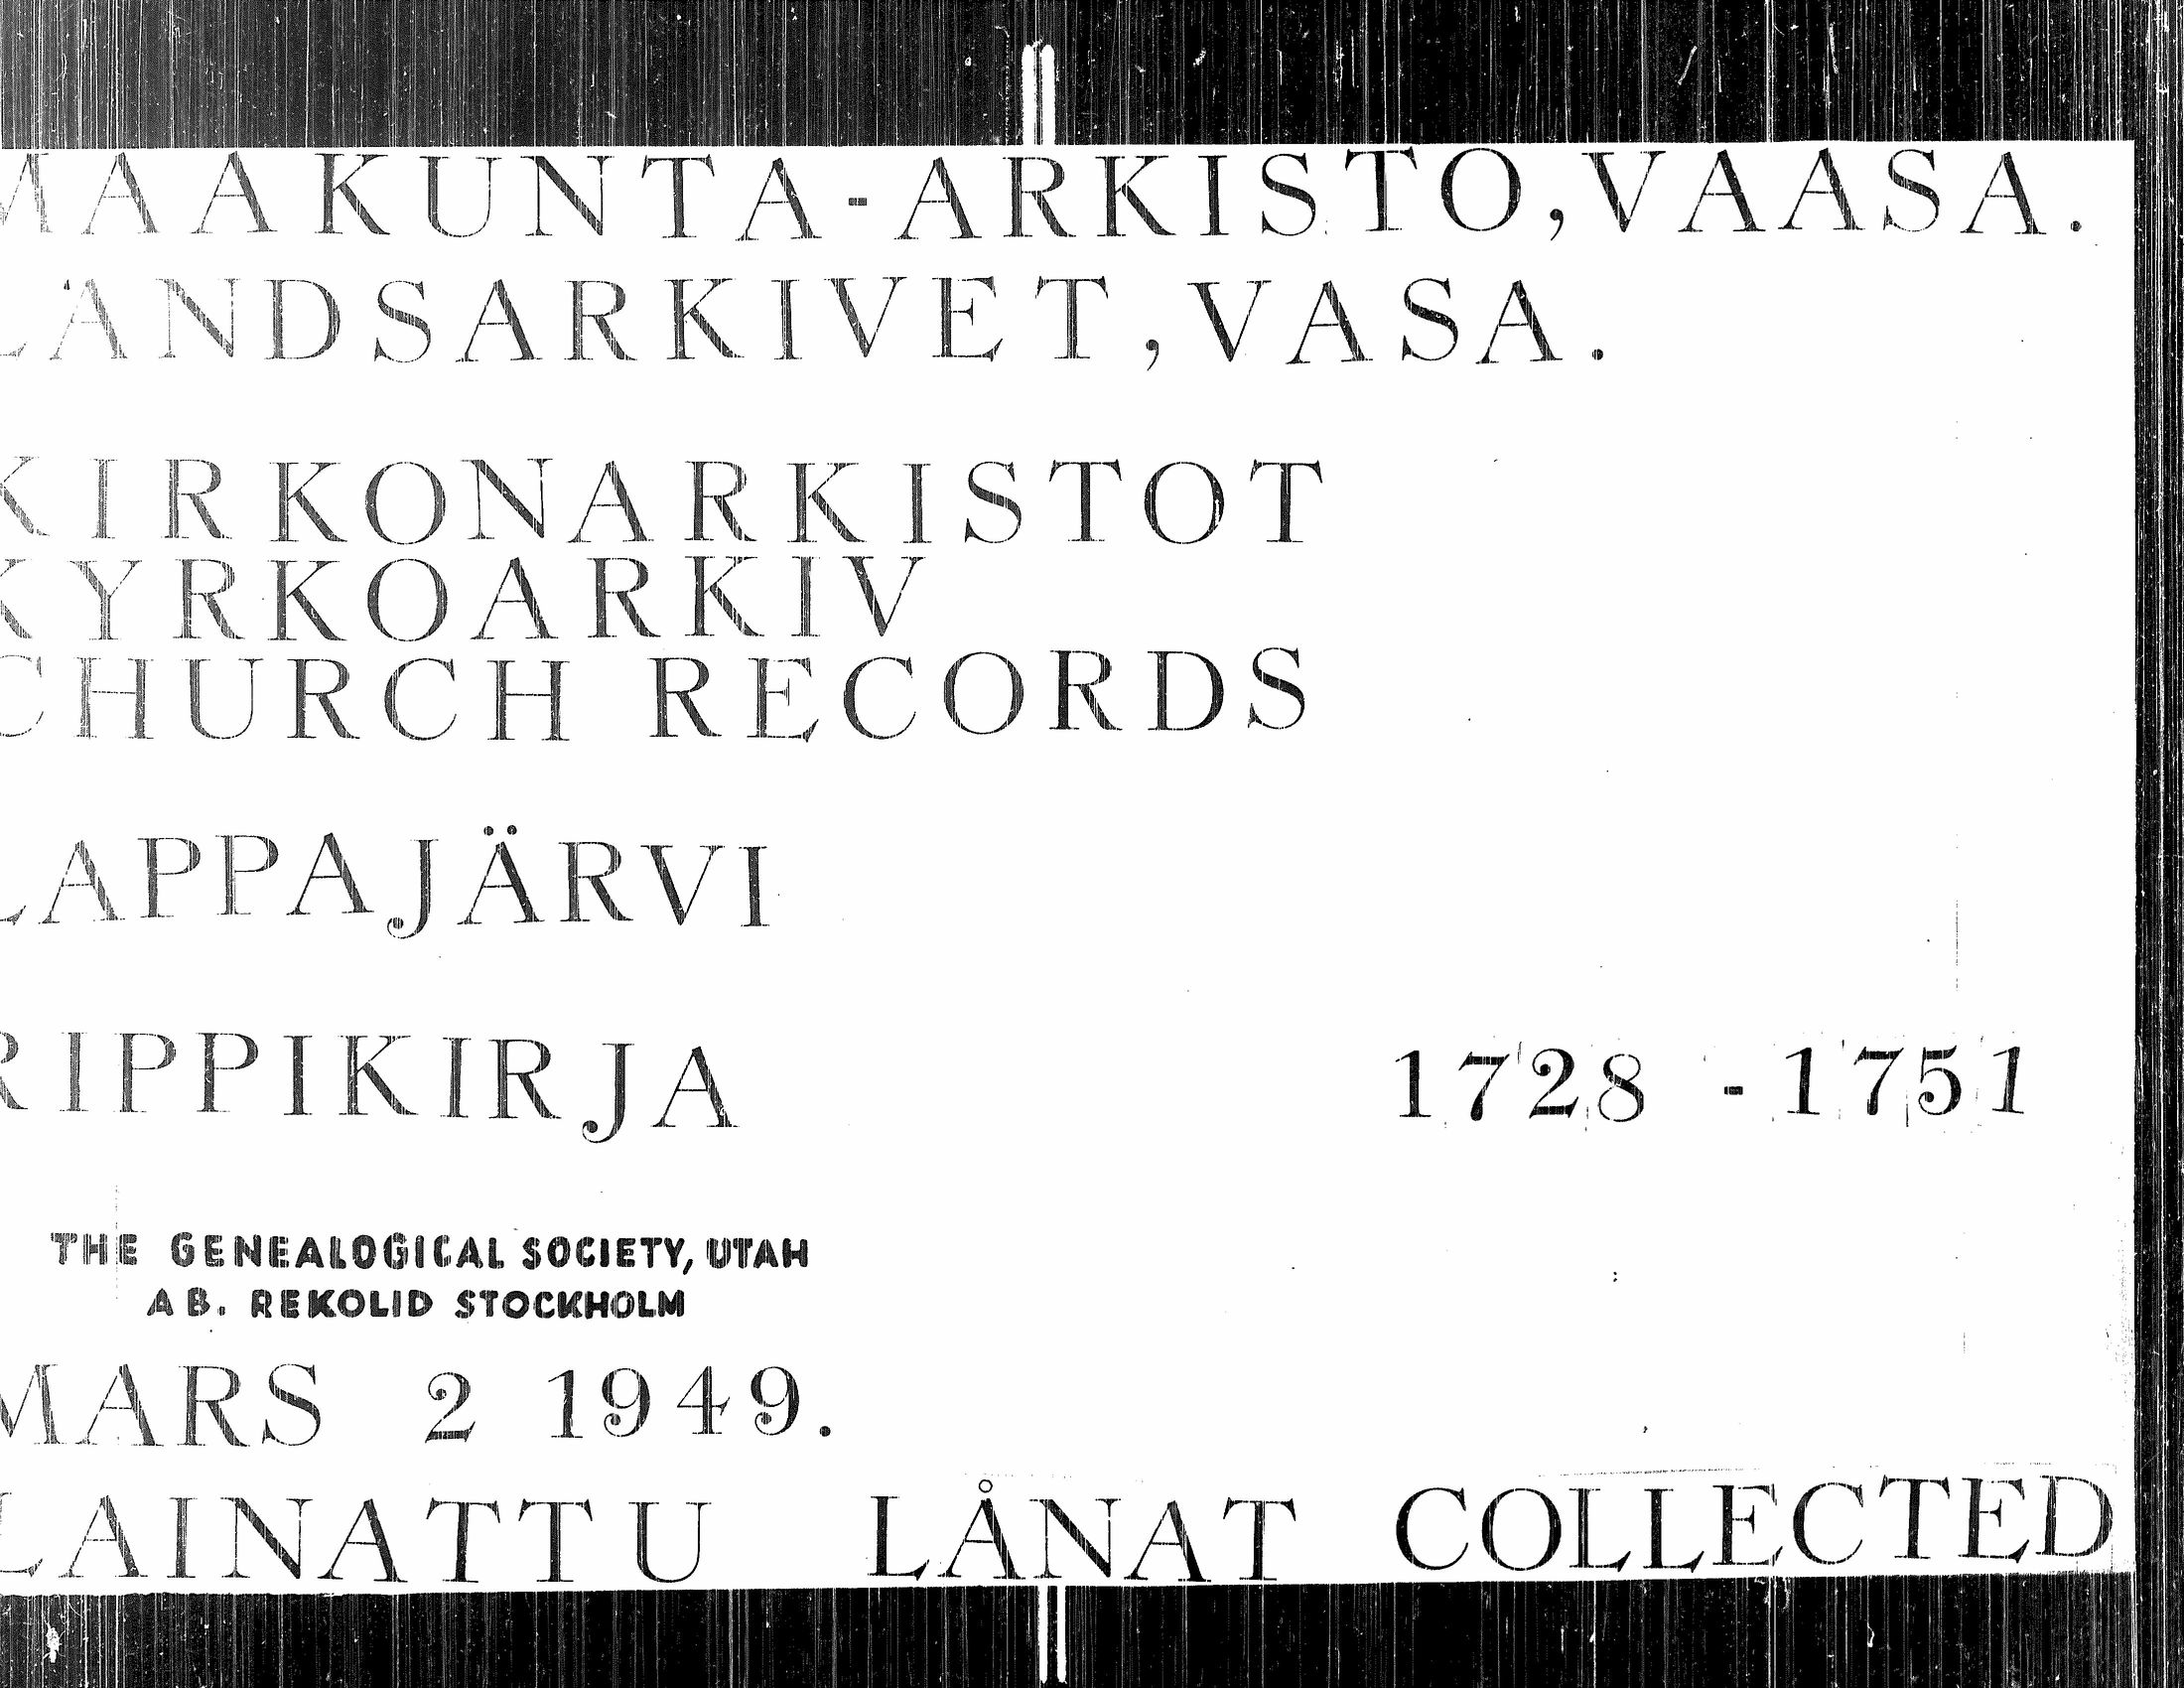 MAAKUNTA-ARKISTO, VAASA.
LANDSARKIVET, VASA.
KIRKONARKISTOT
KYRKOARKIV
CHURCH RECORDS
LAPPAJÄRVI
RIPPIKIRJA 1728 - 1751
THE GENEALOGICAL SOCIETY, UTAH
AB. REKOLID STOCKHOLM
MARS 2 1949.
LAINATTU LÅNAT COLLECTED